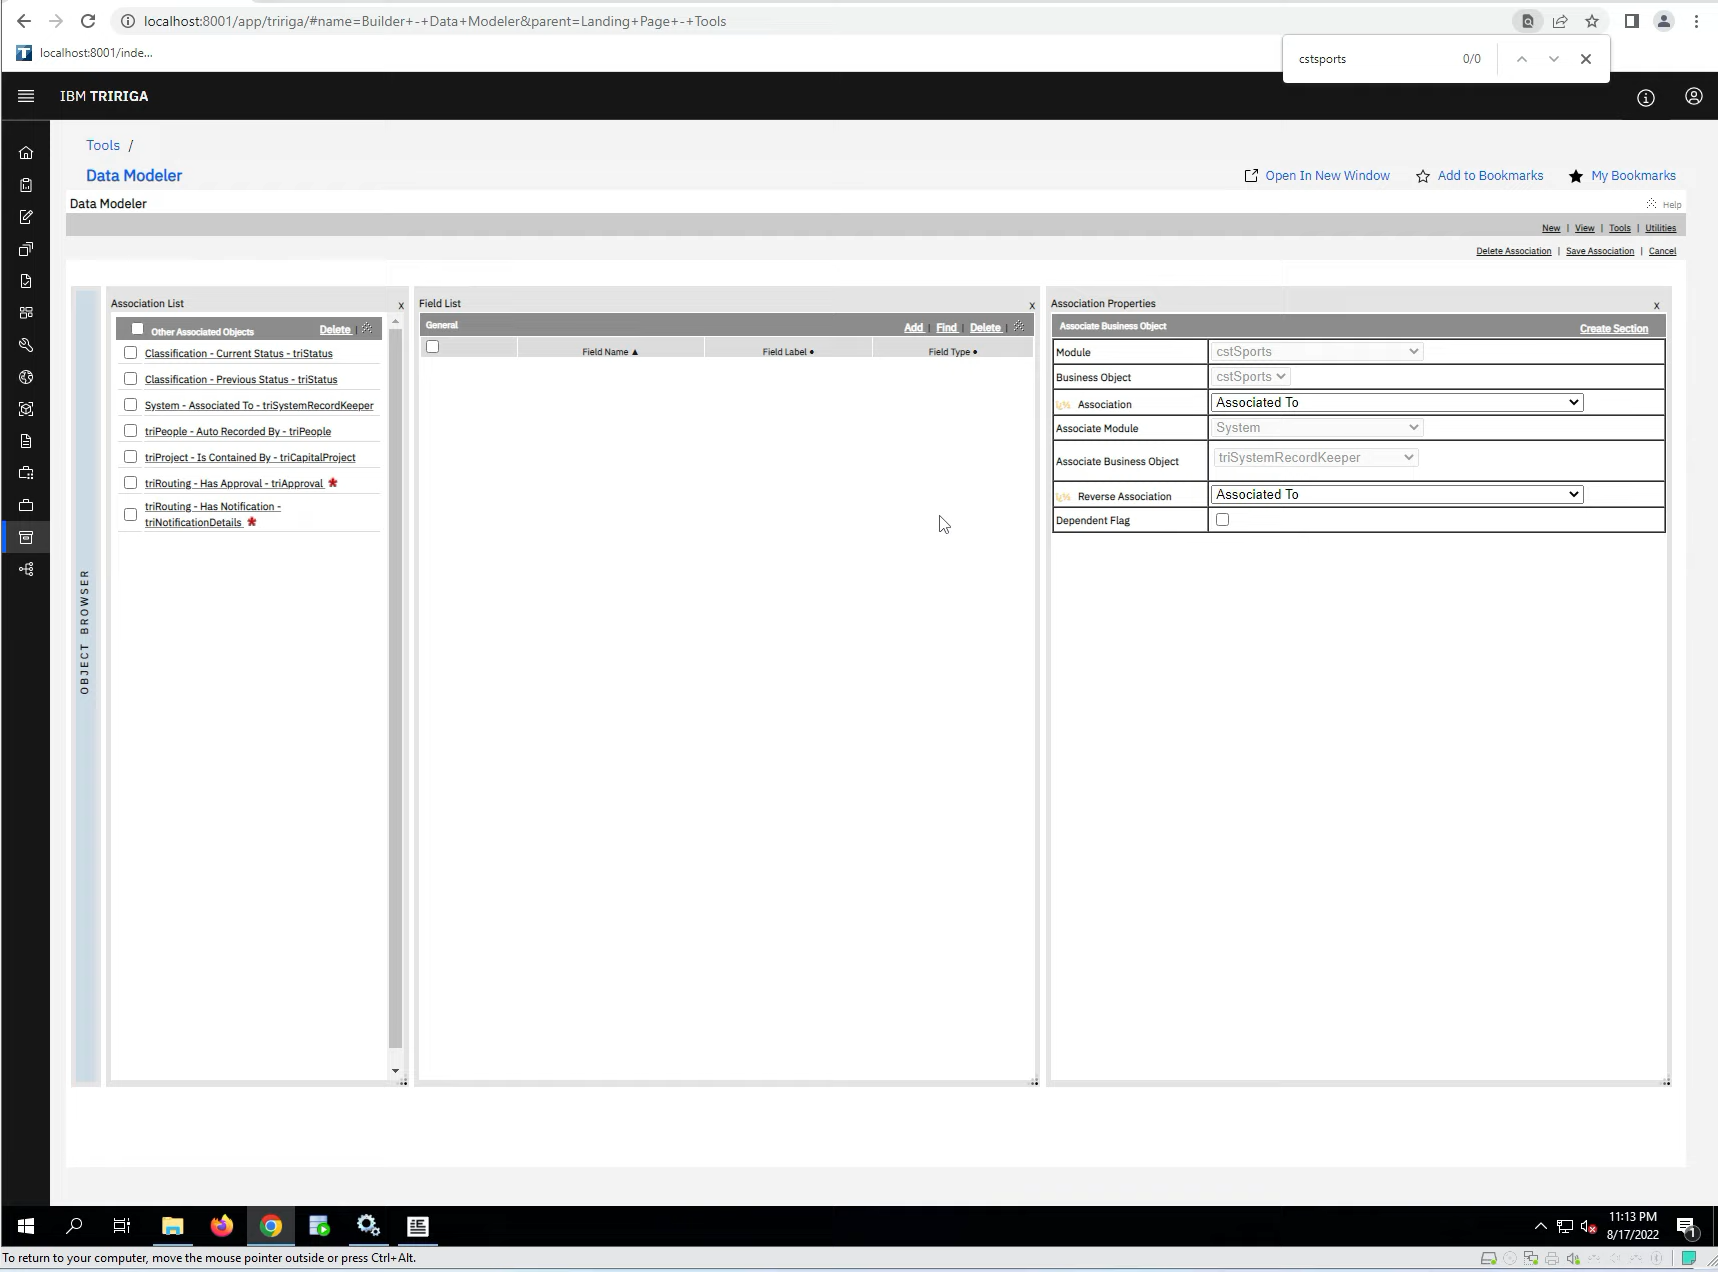 localhost:8001/app/tririga/#name=Builder+-+Data+Modeler&parent=Landing+Page+-+Tools
localhost:8001/inde...
cstsports 0/0
IBM TRIRIGA
Tools /
Data Modeler
Open In New Window
Add to Bookmarks
My Bookmarks
Data Modeler
Help
New | View | Tools | Utilities
Delete Association | Save Association | Cancel
OBJECT BROWSER
Association List x
Other Associated Objects Delete |
Classification - Current Status - triStatus
Classification - Previous Status - triStatus
System - Associated To - triSystemRecordKeeper
triPeople - Auto Recorded By - triPeople
triProject - Is Contained By - triCapitalProject
triRouting - Has Approval - triApproval *
triRouting - Has Notification -
triNotificationDetails *
Field List x
General Add | Find | Delete |
Field Name ▲ Field Label • Field Type •
Association Properties x
Associate Business Object Create Section
Module cstSports
Business Object cstSports
ï¿½ Association Associated To
Associate Module System
Associate Business Object triSystemRecordKeeper
ï¿½ Reverse Association Associated To
Dependent Flag
11:13 PM
8/17/2022
1
To return to your computer, move the mouse pointer outside or press Ctrl+Alt.